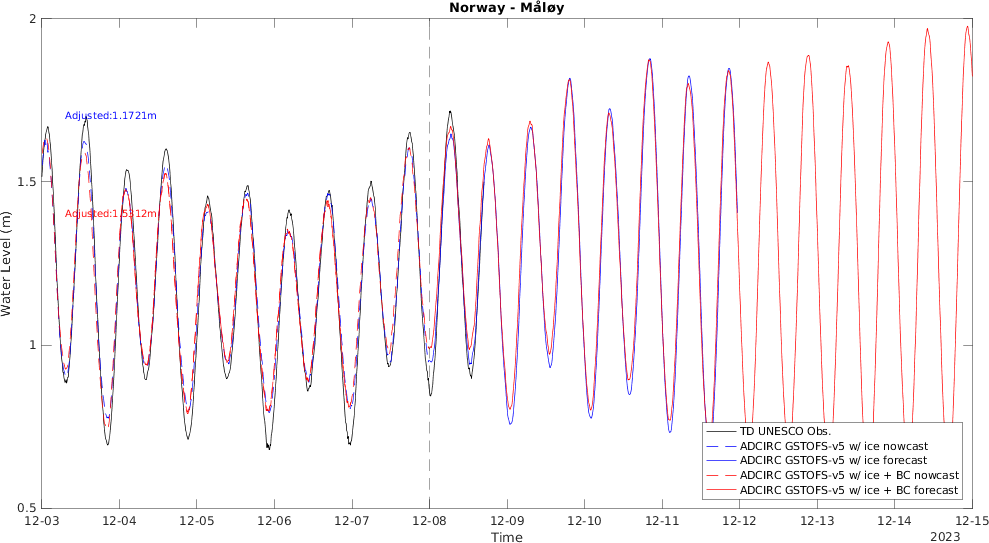 Norway - Måløy
2
1.5
1
0.5
Water Level (m)
Adjusted:1.1721m
Adjusted:1.5312m
TD UNESCO Obs.
ADCIRC GSTOFS-v5 w/ ice nowcast
ADCIRC GSTOFS-v5 w/ ice forecast
ADCIRC GSTOFS-v5 w/ ice + BC nowcast
ADCIRC GSTOFS-v5 w/ ice + BC forecast
12-03 12-04 12-05 12-06 12-07 12-08 12-09 12-10 12-11 12-12 12-13 12-14 12-15
Time
2023